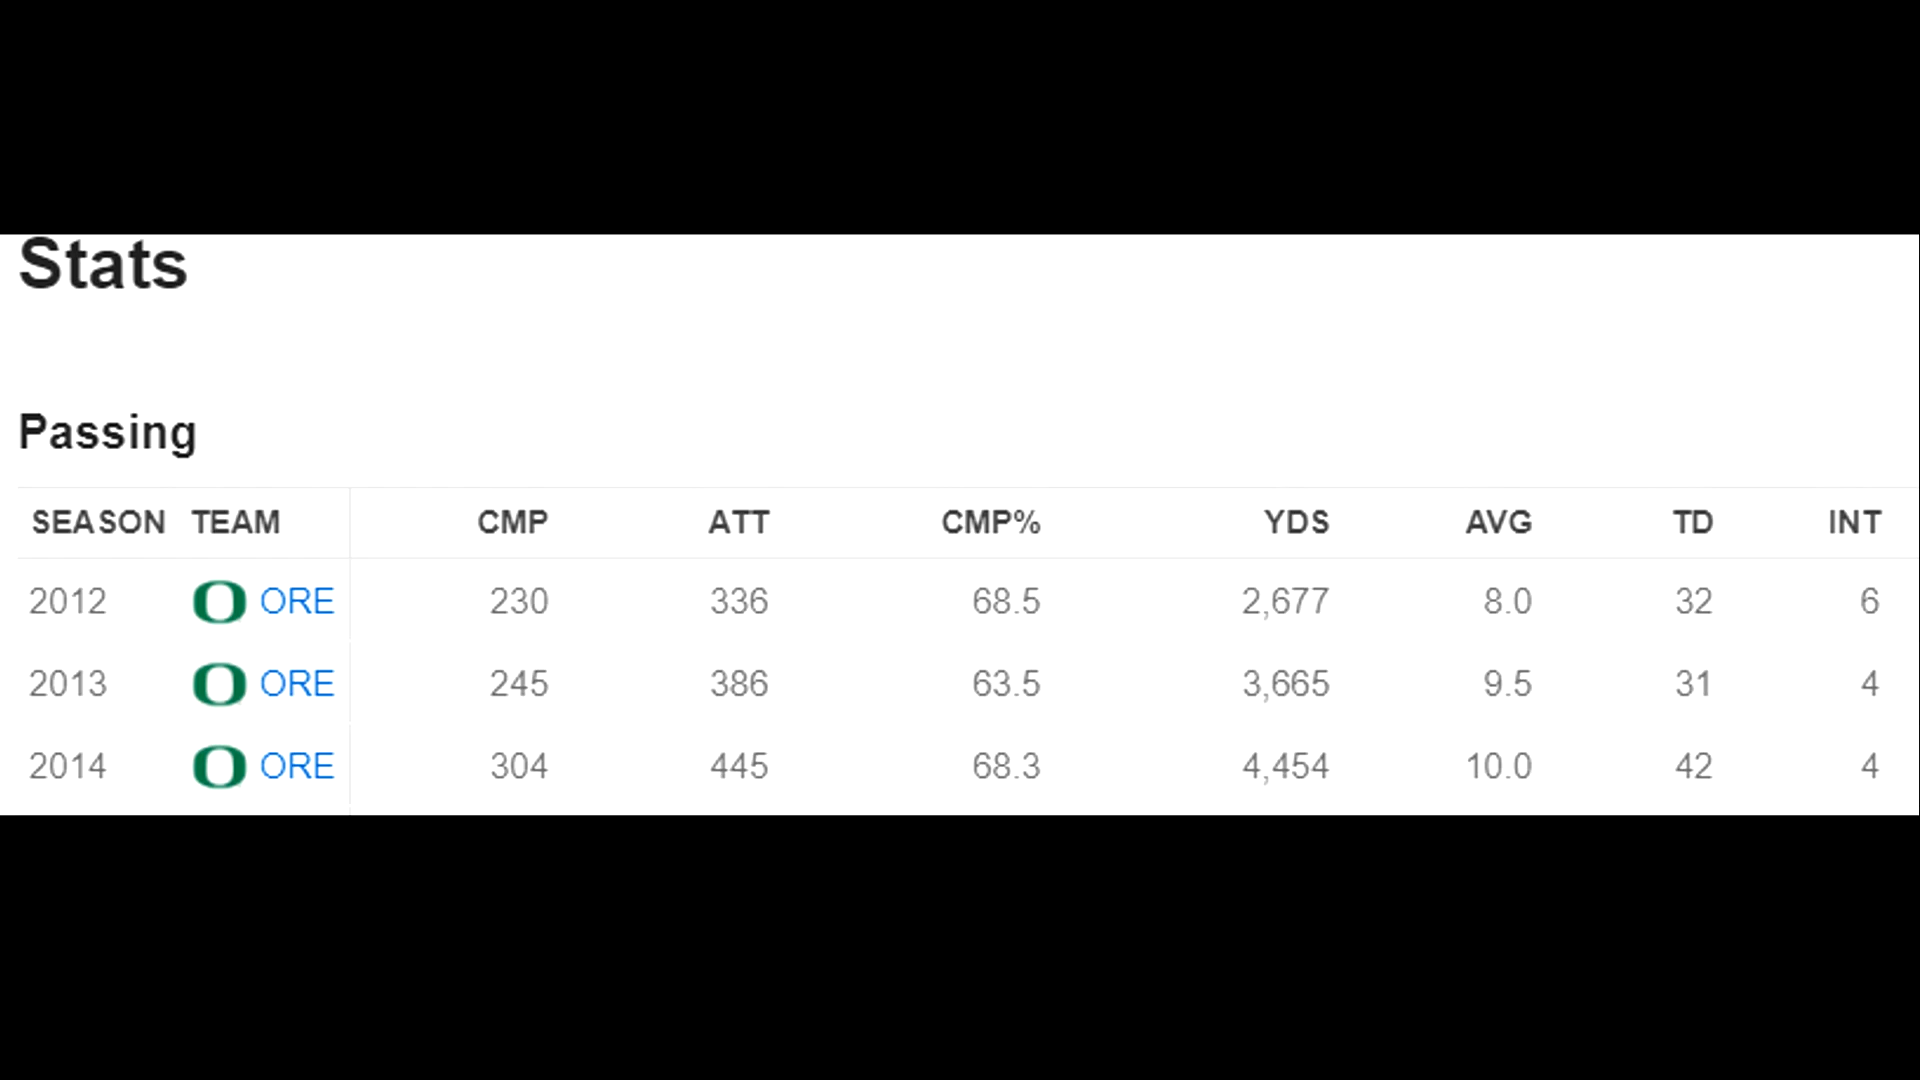 Stats
Passing
SEASON TEAM CMP ATT CMP% YDS AVG TD INT
2012 O ORE 230 336 68.5 2,677 8.0 32 6
2013 O ORE 245 386 63.5 3,665 9.5 31 4
2014 O ORE 304 445 68.3 4,454 10.0 42 4